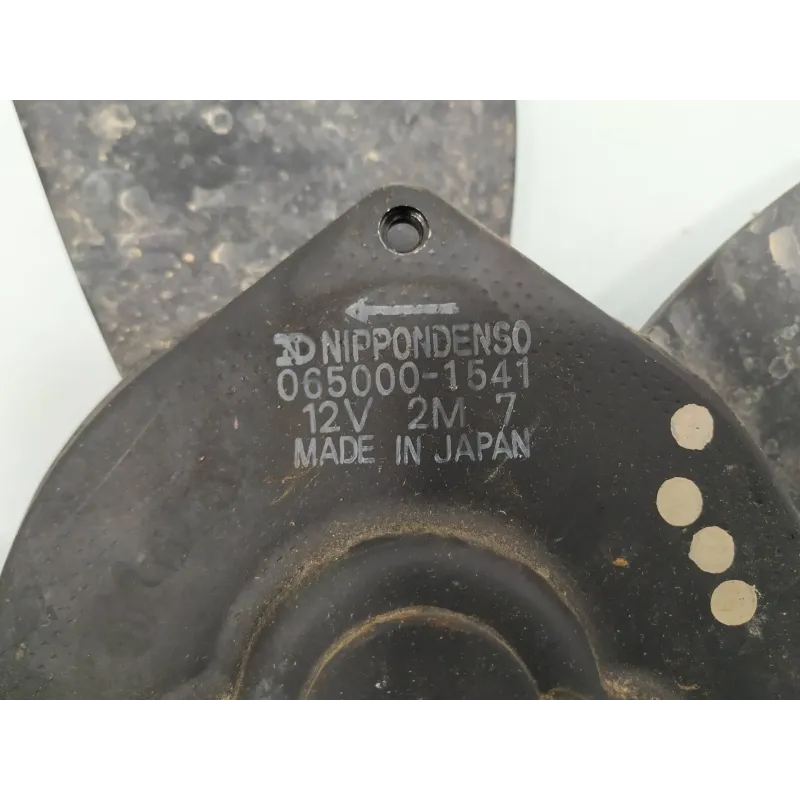 ND NIPPONDENSO
065000-1541
12V 2M 7
MADE IN JAPAN